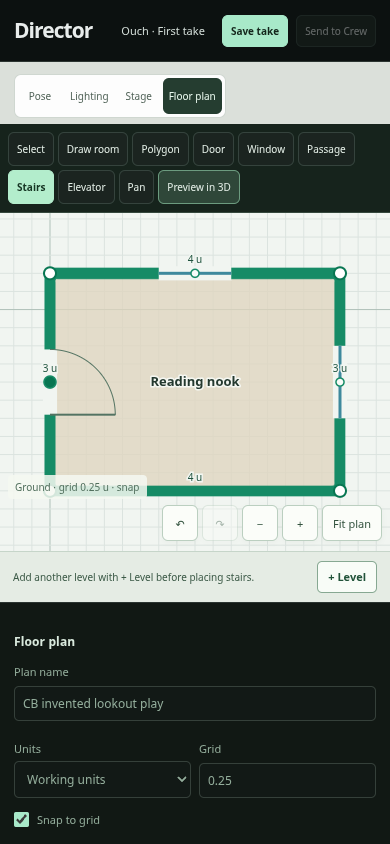 Director
Ouch · First take
Save take
Send to Crew
Pose
Lighting
Stage
Floor plan
Select
Draw room
Polygon
Door
Window
Passage
Stairs
Elevator
Pan
Preview in 3D
4 u
3 u
Reading nook
3 u
4 u
Ground · grid 0.25 u · snap
↶
↷
−
+
Fit plan
Add another level with + Level before placing stairs.
+ Level
Floor plan
Plan name
CB invented lookout play
Units
Grid
Working units
0.25
Snap to grid